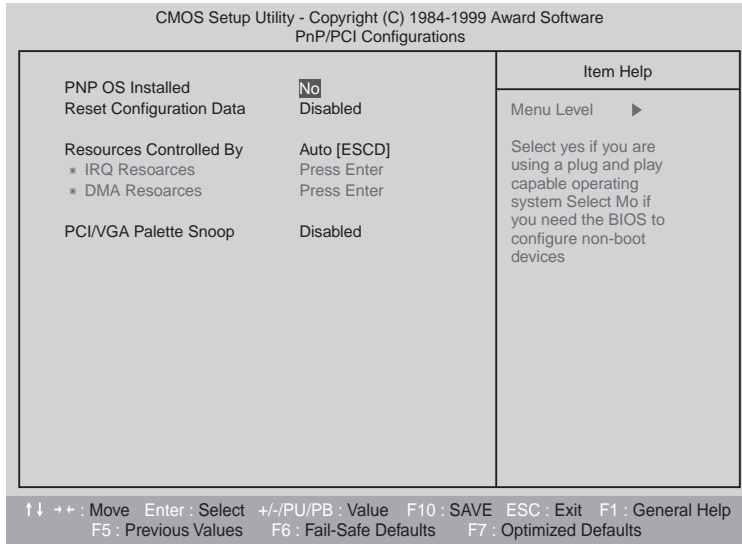 CMOS Setup Utility - Copyright (C) 1984-1999 Award Software
PnP/PCI Configurations
PNP OS Installed No
Reset Configuration Data Disabled
Resources Controlled By Auto [ESCD]
* IRQ Resoarces Press Enter
* DMA Resoarces Press Enter
PCI/VGA Palette Snoop Disabled
Item Help
Menu Level ▶
Select yes if you are
using a plug and play
capable operating
system Select Mo if
you need the BIOS to
configure non-boot
devices
↑↓ →← : Move Enter : Select +/-/PU/PB : Value F10 : SAVE ESC : Exit F1 : General Help
F5 : Previous Values F6 : Fail-Safe Defaults F7 : Optimized Defaults